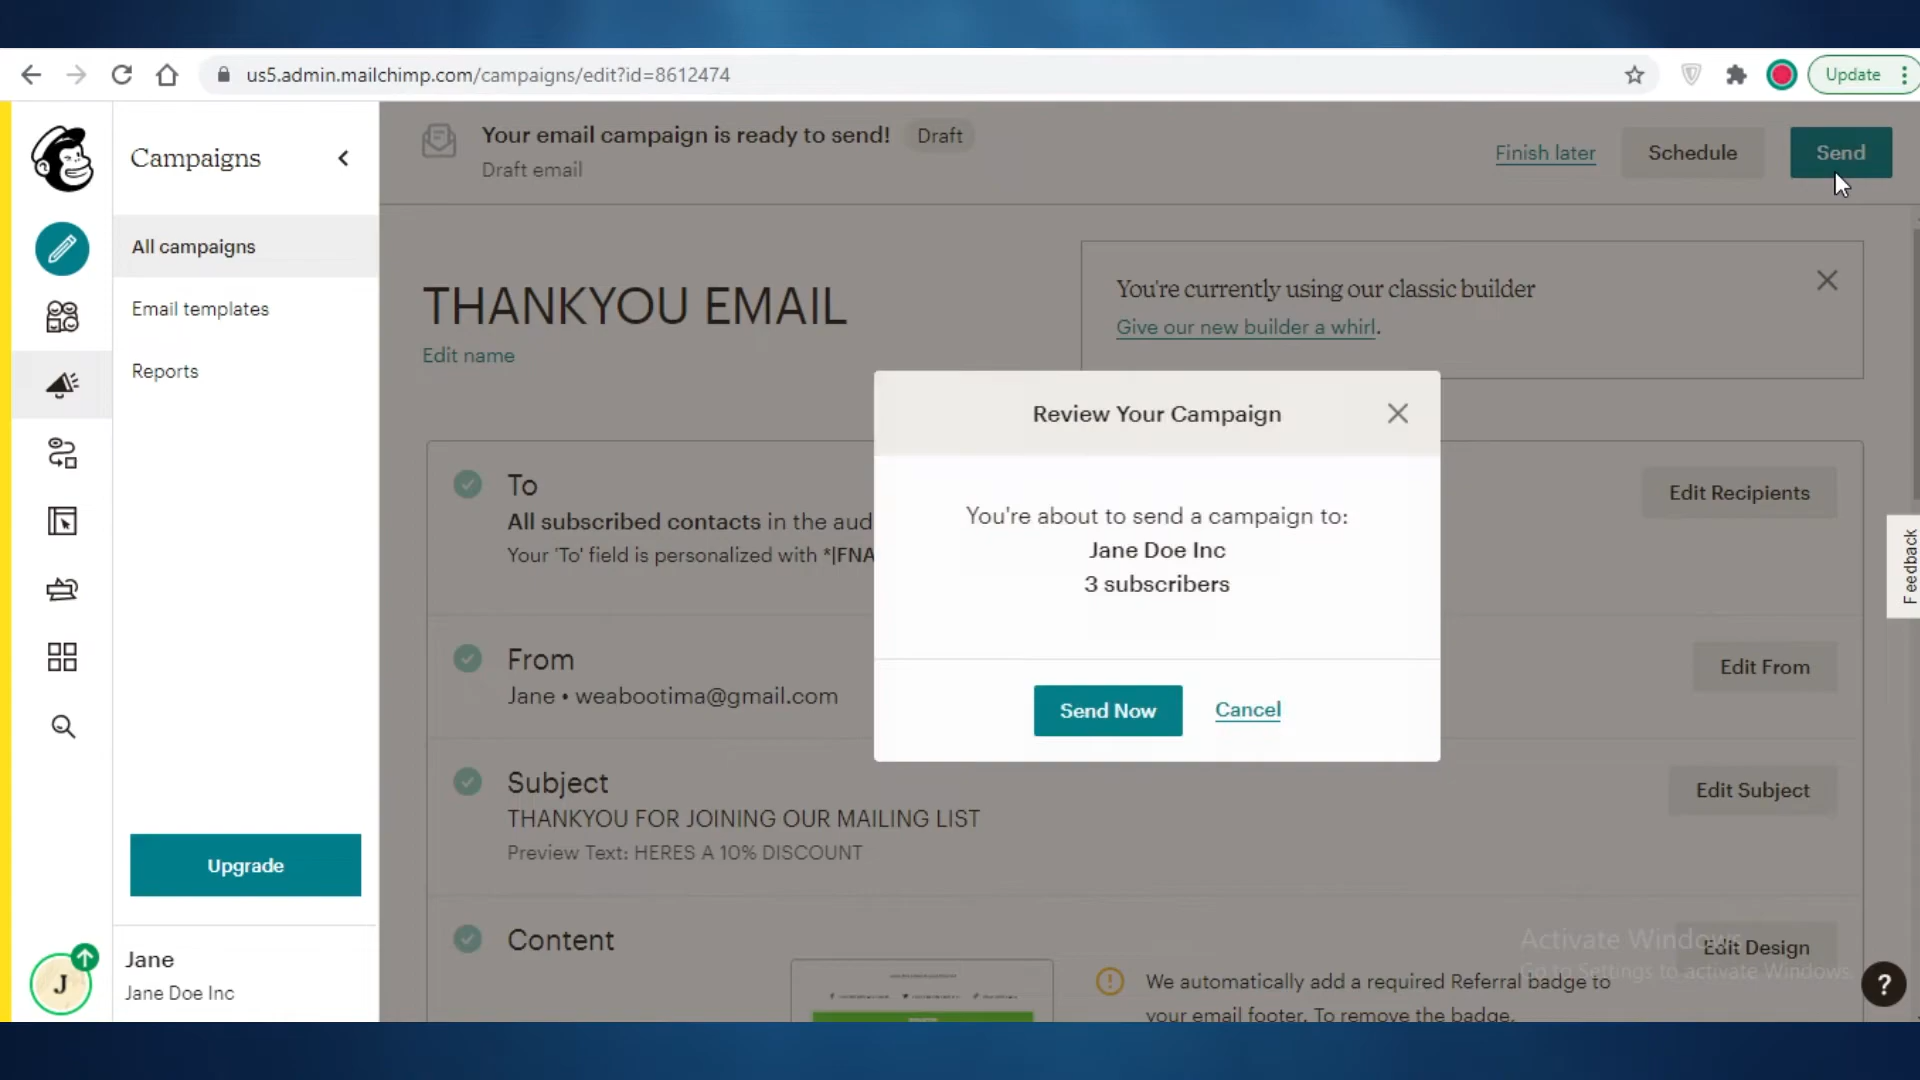 us5.admin.mailchimp.com/campaigns/edit?id=8612474
Update
Campaigns
All campaigns
Email templates
Reports
Upgrade
J
Jane
Jane Doe Inc
Your email campaign is ready to send!
Draft
Draft email
Finish later
Schedule
Send
THANKYOU EMAIL
Edit name
You're currently using our classic builder
Give our new builder a whirl.
To
All subscribed contacts in the aud
Your 'To' field is personalized with *|FNA
Edit Recipients
From
Jane • weabootima@gmail.com
Edit From
Subject
THANKYOU FOR JOINING OUR MAILING LIST
Preview Text: HERES A 10% DISCOUNT
Edit Subject
Content
Edit Design
We automatically add a required Referral badge to
your email footer. To remove the badge,
Review Your Campaign
You're about to send a campaign to:
Jane Doe Inc
3 subscribers
Send Now
Cancel
Feedback
Activate Windows
Go to Settings to activate Windows.
?